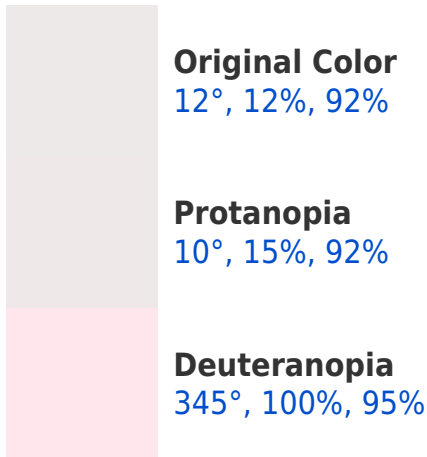 Original Color
12°, 12%, 92%
Protanopia
10°, 15%, 92%
Deuteranopia
345°, 100%, 95%